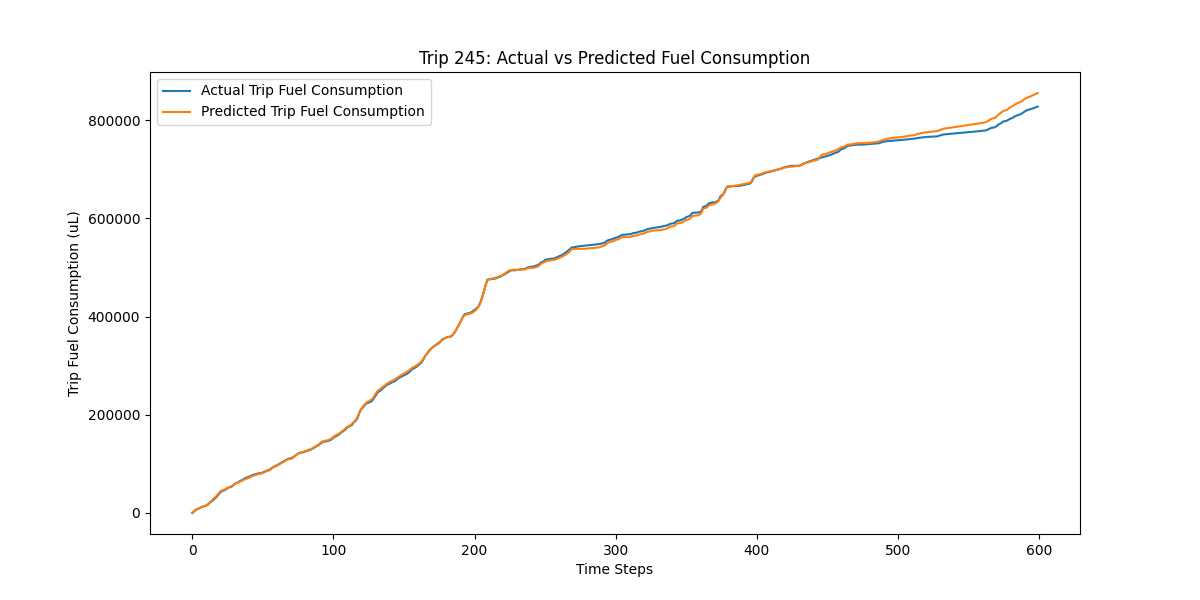 Trip 245: Actual vs Predicted Fuel Consumption
Actual Trip Fuel Consumption
Predicted Trip Fuel Consumption
Trip Fuel Consumption (uL)
800000
600000
400000
200000
0
0 100 200 300 400 500 600
Time Steps